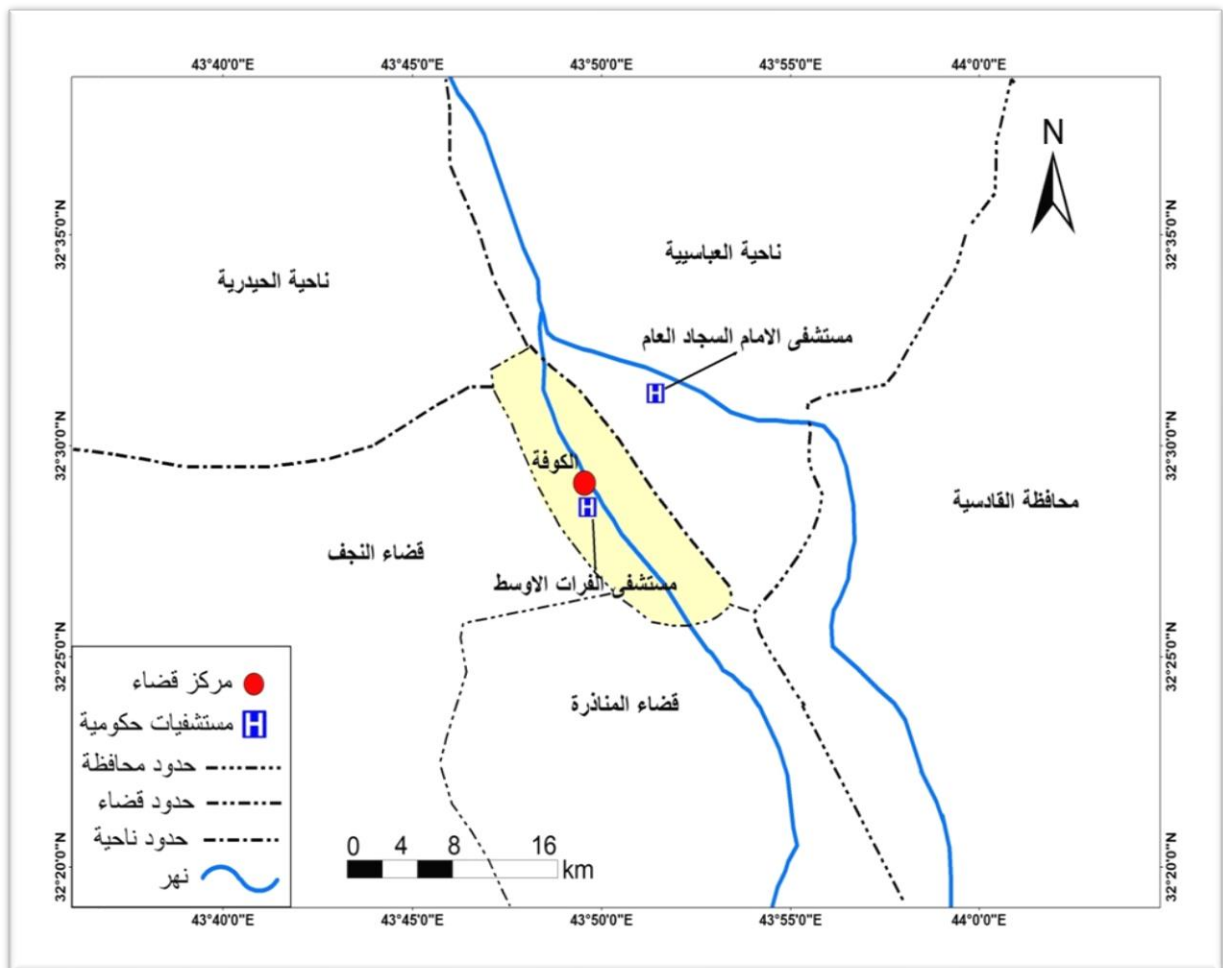 43°40'0"E 43°45'0"E 43°50'0"E 43°55'0"E 44°0'0"E
N
32°35'0"N
32°35'0"N
ناحية العباسيية
ناحية الحيدرية
مستشفى الامام السجاد العام
H
32°30'0"N
32°30'0"N
الكوفة
محافظة القادسية
H
قضاء النجف
مستشفى الفرات الاوسط
32°25'0"N
32°25'0"N
قضاء المناذرة
مركز قضاء
H مستشفيات حكومية
حدود محافظة
حدود قضاء
حدود ناحية
نهر
0 4 8 16
km
32°20'0"N
32°20'0"N
43°40'0"E 43°45'0"E 43°50'0"E 43°55'0"E 44°0'0"E